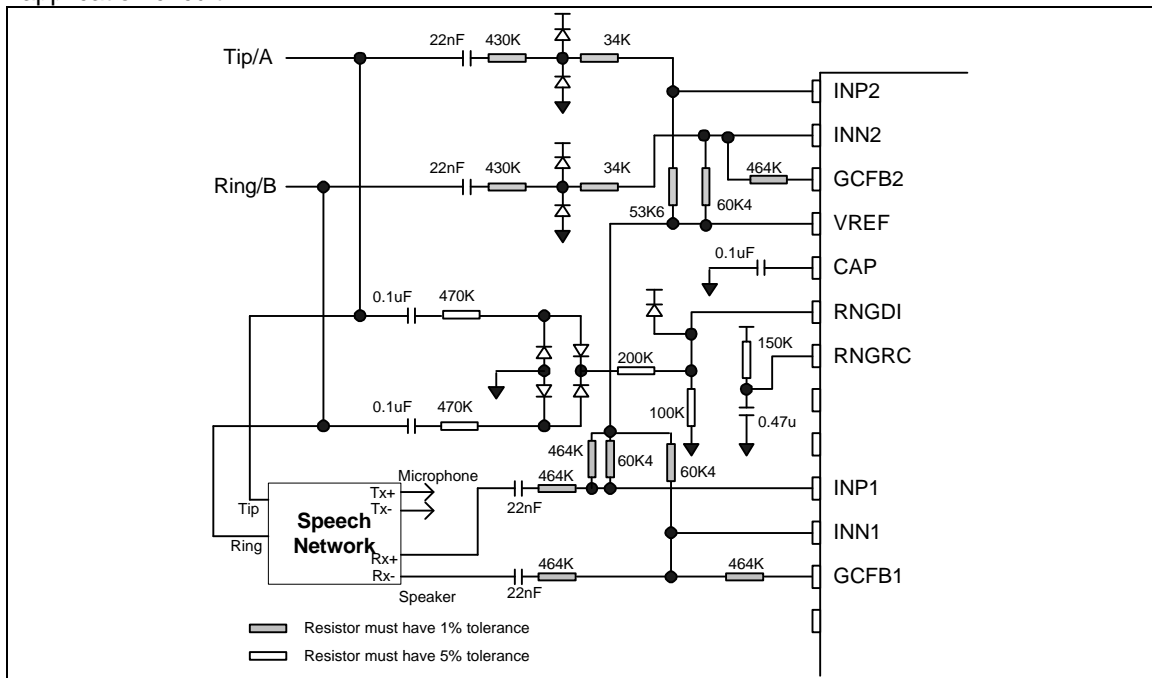 Tip/A
22nF 430K 34K
INP2
INN2
Ring/B
22nF 430K 34K
464K
GCFB2
53K6
60K4
VREF
0.1uF
CAP
0.1uF 470K
RNGDI
200K
150K
RNGRC
0.1uF 470K
100K
0.47u
464K
60K4
60K4
Microphone
464K
INP1
Tx+
Tx-
22nF
Tip
Speech
Network
INN1
Ring
Rx+
464K
464K
GCFB1
Rx-
Speaker
22nF
Resistor must have 1% tolerance
Resistor must have 5% tolerance